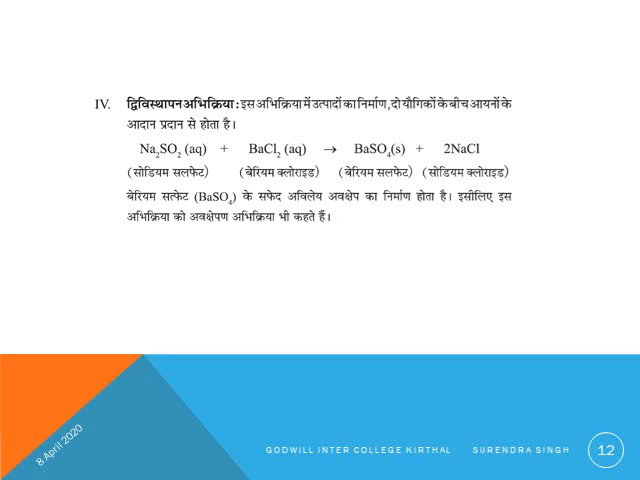 IV. द्विविस्थापन अभिक्रिया : इस अभिक्रिया में उत्पादों का निर्माण, दो यौगिकों के बीच आयनों के
आदान प्रदान से होता है।
Na₂SO₂ (aq) + BaCl₂ (aq) → BaSO₄(s) + 2NaCl
(सोडियम सलफेट) (बेरियम क्लोराइड) (बेरियम सलफेट) (सोडियम क्लोराइड)
बेरियम सल्फेट (BaSO₄) के सफेद अविलेय अवक्षेप का निर्माण होता है। इसीलिए इस
अभिक्रिया को अवक्षेपण अभिक्रिया भी कहते हैं।
8 April 2020
GODWILL INTER COLLEGE KIRTHAL SURENDRA SINGH
12